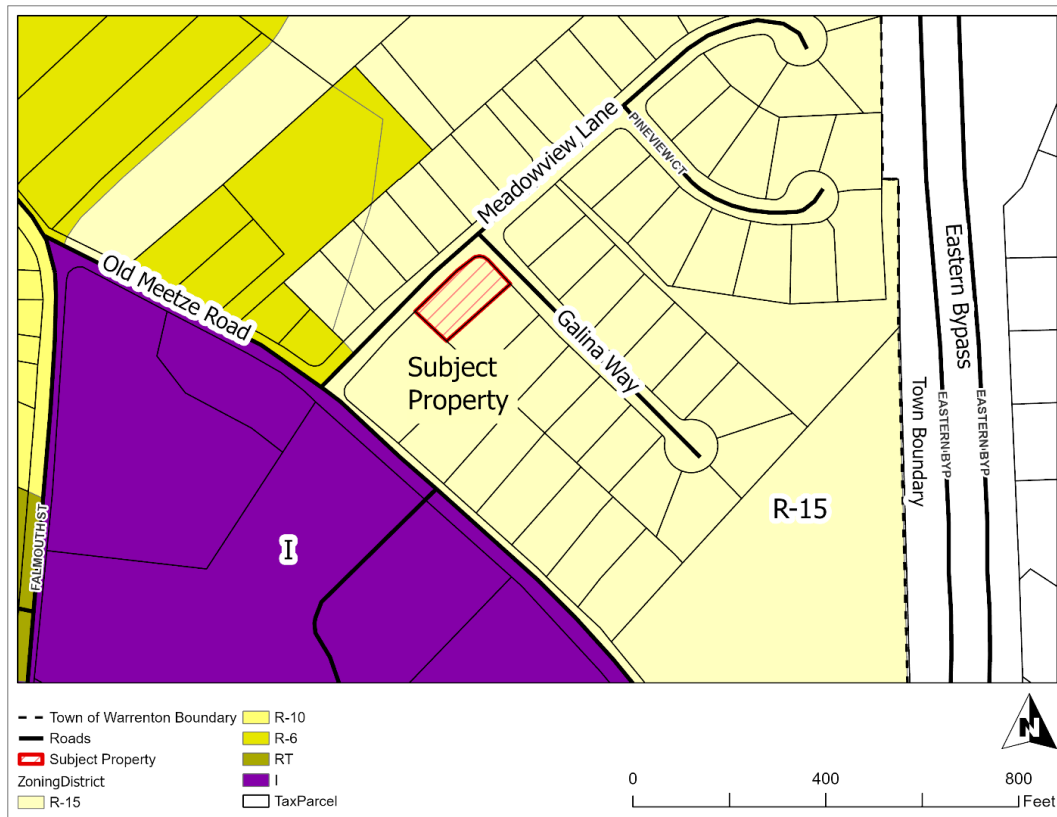 Meadowview Lane
PINEVIEW CT
Old Meetze Road
Eastern Bypass
Subject
Property
Galina Way
Town Boundary
EASTERN BYP
EASTERN BYP
R-15
I
FALMOUTH ST
Town of Warrenton Boundary
Roads
Subject Property
ZoningDistrict
R-15
R-10
R-6
RT
I
TaxParcel
N
0 400 800
Feet